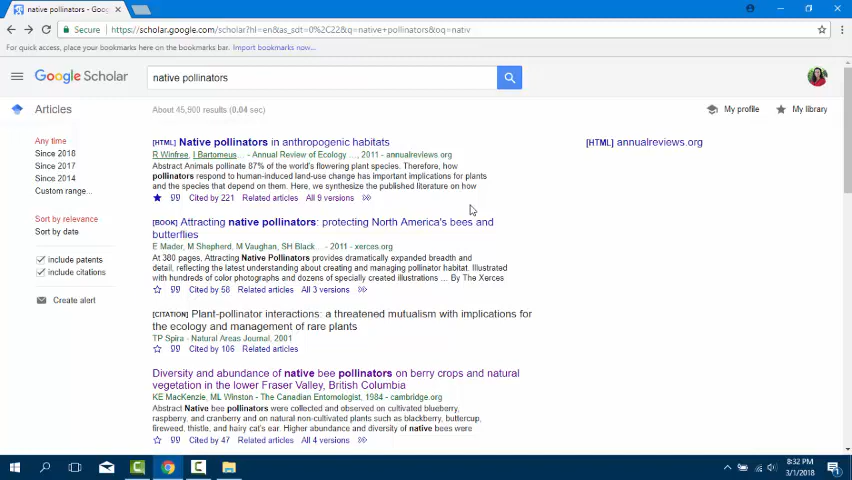 native pollinators - Goog
Secure | https://scholar.google.com/scholar?hl=en&as_sdt=0%2C22&q=native+pollinators&oq=nativ
For quick access, place your bookmarks here on the bookmarks bar. Import bookmarks now...
Google Scholar
native pollinators
Articles
About 45,900 results (0.04 sec)
My profile
My library
Any time
Since 2018
Since 2017
Since 2014
Custom range...
Sort by relevance
Sort by date
include patents
include citations
Create alert
[HTML] Native pollinators in anthropogenic habitats
R Winfree, I Bartomeus... - Annual Review of Ecology ..., 2011 - annualreviews.org
Abstract Animals pollinate 87% of the world's flowering plant species. Therefore, how
pollinators respond to human-induced land-use change has important implications for plants
and the species that depend on them. Here, we synthesize the published literature on how
Cited by 221 Related articles All 9 versions
[HTML] annualreviews.org
[BOOK] Attracting native pollinators: protecting North America's bees and
butterflies
E Mader, M Shepherd, M Vaughan, SH Black... - 2011 - xerces.org
At 380 pages, Attracting Native Pollinators provides dramatically expanded breadth and
detail, reflecting the latest understanding about creating and managing pollinator habitat. Illustrated
with hundreds of color photographs and dozens of specially created illustrations ... By The Xerces
Cited by 58 Related articles All 3 versions
[CITATION] Plant-pollinator interactions: a threatened mutualism with implications for
the ecology and management of rare plants
TP Spira - Natural Areas Journal, 2001
Cited by 106 Related articles
Diversity and abundance of native bee pollinators on berry crops and natural
vegetation in the lower Fraser Valley, British Columbia
KE MacKenzie, ML Winston - The Canadian Entomologist, 1984 - cambridge.org
Abstract Native bee pollinators were collected and observed on cultivated blueberry,
raspberry, and cranberry and on natural non-cultivated plants such as blackberry, buttercup,
fireweed, thistle, and hairy cat's ear. Higher abundance and diversity of native bees were
Cited by 47 Related articles All 4 versions
8:32 PM
3/1/2018